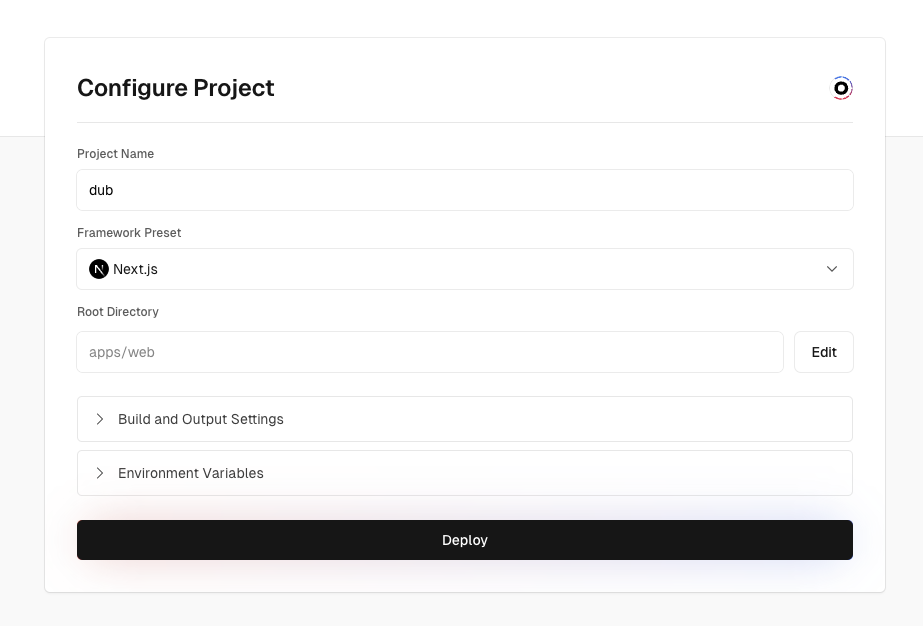 Configure Project
Project Name
dub
Framework Preset
N Next.js
Root Directory
apps/web
Edit
Build and Output Settings
Environment Variables
Deploy